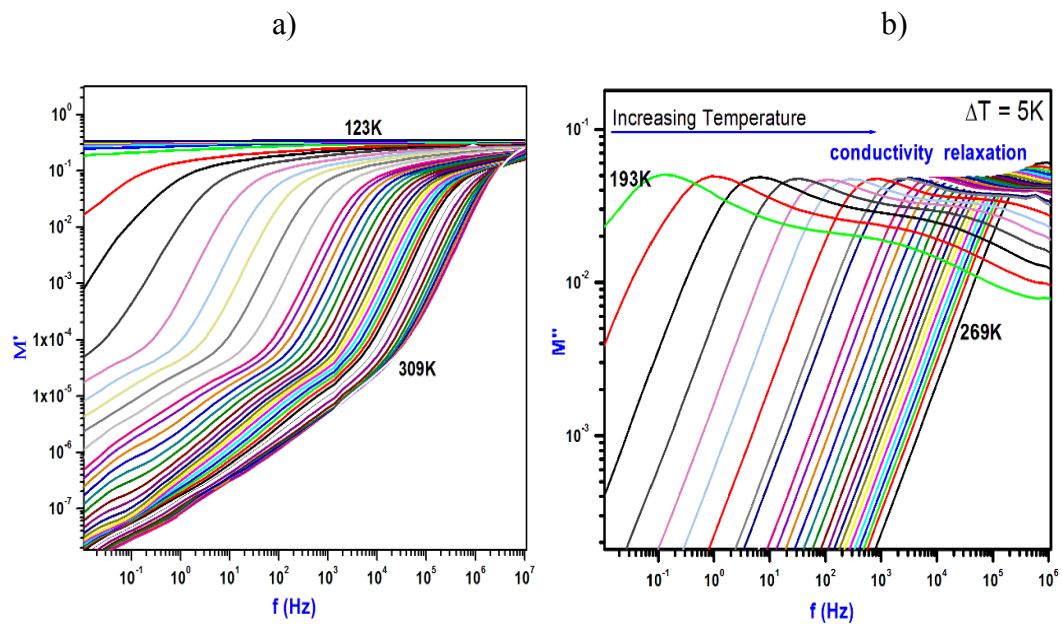 a)
b)
10⁰
10⁻¹
10⁻²
10⁻³
1x10⁻⁴
1x10⁻⁵
10⁻⁶
10⁻⁷
M'
123K
309K
10⁻¹ 10⁰ 10¹ 10² 10³ 10⁴ 10⁵ 10⁶ 10⁷
f (Hz)
10⁻¹
10⁻²
10⁻³
M''
Increasing Temperature
ΔT = 5K
conductivity relaxation
193K
269K
10⁻¹ 10⁰ 10¹ 10² 10³ 10⁴ 10⁵ 10⁶
f (Hz)